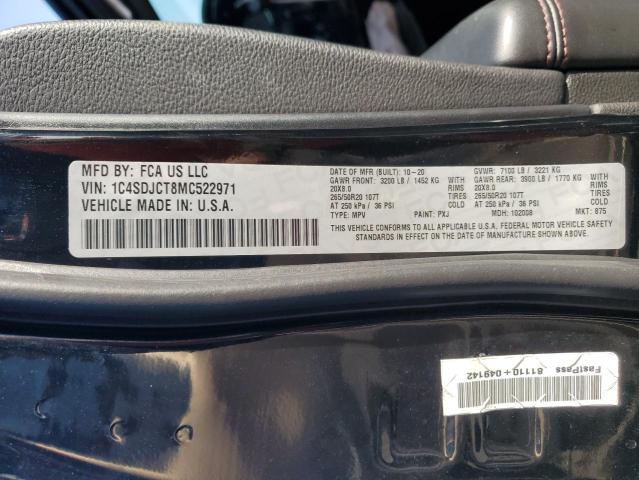 MFD BY: FCA US LLC
VIN: 1C4SDJCT8MC522971
VEHICLE MADE IN: U.S.A.
DATE OF MFR (BUILT): 10-20
GAWR FRONT: 3200 LB / 1452 KG
20X8.0 RIMS
265/50R20 107T TIRES
AT 250 kPa / 36 PSI COLD
TYPE: MPV PAINT: PXJ
GVWR: 7100 LB / 3221 KG
GAWR REAR: 3900 LB / 1770 KG
20X8.0 RIMS
265/50R20 107T TIRES
AT 250 kPa / 36 PSI COLD
MDH: 102008 MKT: 875
THIS VEHICLE CONFORMS TO ALL APPLICABLE U.S.A. FEDERAL MOTOR VEHICLE SAFETY
STANDARDS IN EFFECT ON THE DATE OF MANUFACTURE SHOWN ABOVE.
FastPass 81110+049142